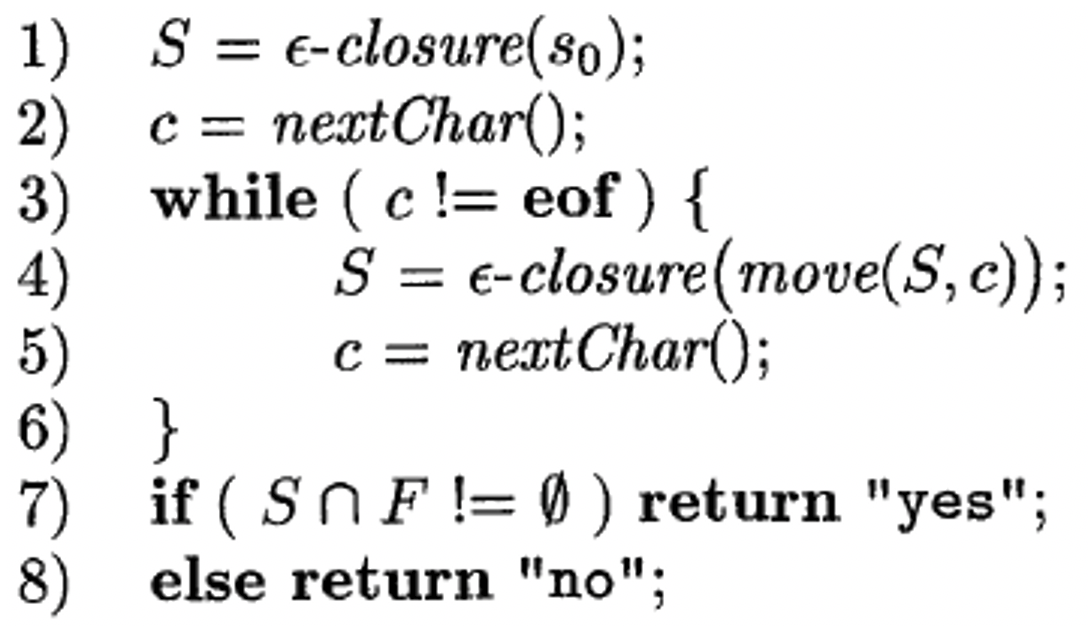 1) S = ϵ-closure(s₀);
2) c = nextChar();
3) while ( c != eof ) {
4) S = ϵ-closure(move(S, c));
5) c = nextChar();
6) }
7) if ( S ∩ F != ∅ ) return "yes";
8) else return "no";